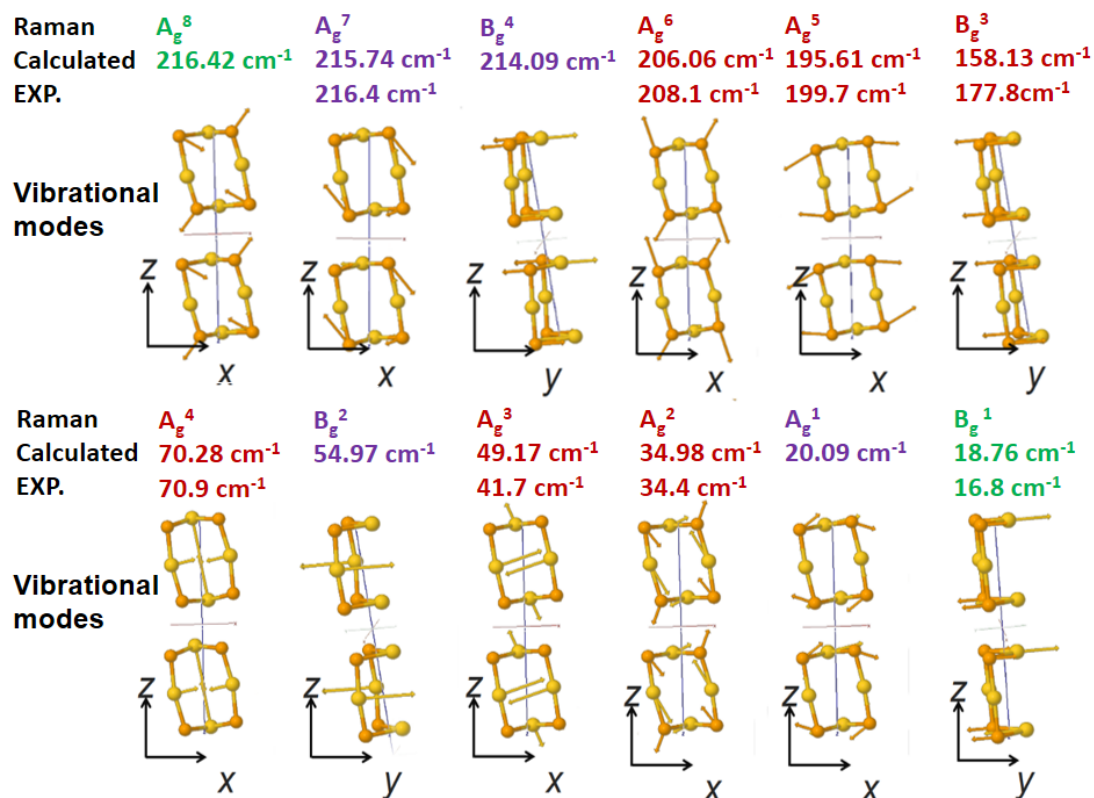 Raman A_g^8 A_g^7 B_g^4 A_g^6 A_g^5 B_g^3
Calculated 216.42 cm⁻¹ 215.74 cm⁻¹ 214.09 cm⁻¹ 206.06 cm⁻¹ 195.61 cm⁻¹ 158.13 cm⁻¹
EXP. 216.4 cm⁻¹ 208.1 cm⁻¹ 199.7 cm⁻¹ 177.8cm⁻¹
Vibrational
modes
z z z z z z
x x y x x y
Raman A_g^4 B_g^2 A_g^3 A_g^2 A_g^1 B_g^1
Calculated 70.28 cm⁻¹ 54.97 cm⁻¹ 49.17 cm⁻¹ 34.98 cm⁻¹ 20.09 cm⁻¹ 18.76 cm⁻¹
EXP. 70.9 cm⁻¹ 41.7 cm⁻¹ 34.4 cm⁻¹ 16.8 cm⁻¹
Vibrational
modes
z z z z z z
x y x x x y